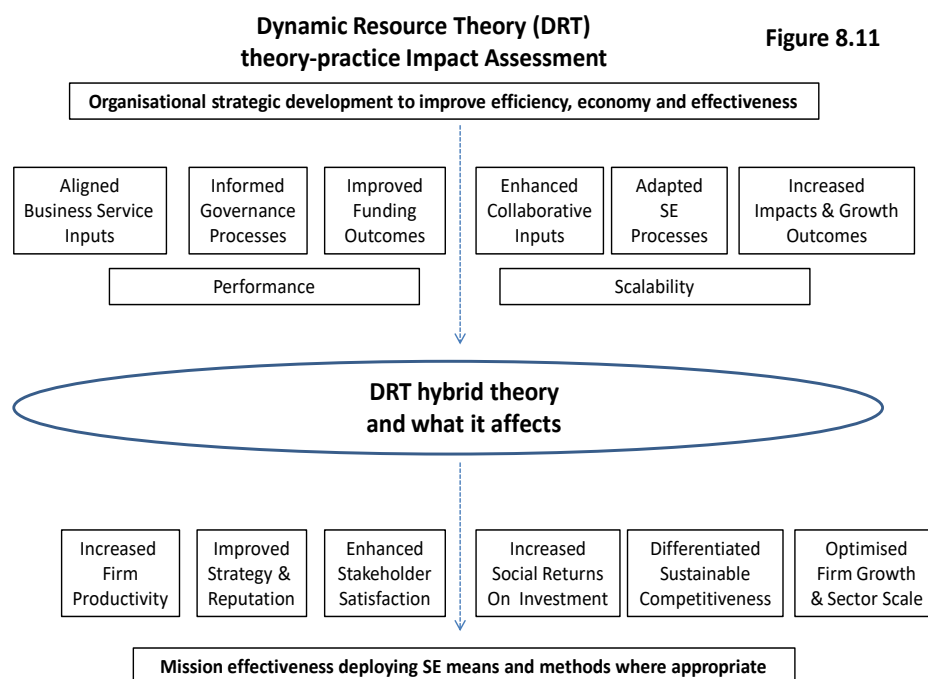 Dynamic Resource Theory (DRT)
theory-practice Impact Assessment
Figure 8.11
Organisational strategic development to improve efficiency, economy and effectiveness
Aligned
Business Service
Inputs
Informed
Governance
Processes
Improved
Funding
Outcomes
Enhanced
Collaborative
Inputs
Adapted
SE
Processes
Increased
Impacts & Growth
Outcomes
Performance
Scalability
DRT hybrid theory
and what it affects
Increased
Firm
Productivity
Improved
Strategy &
Reputation
Enhanced
Stakeholder
Satisfaction
Increased
Social Returns
On Investment
Differentiated
Sustainable
Competitiveness
Optimised
Firm Growth
& Sector Scale
Mission effectiveness deploying SE means and methods where appropriate